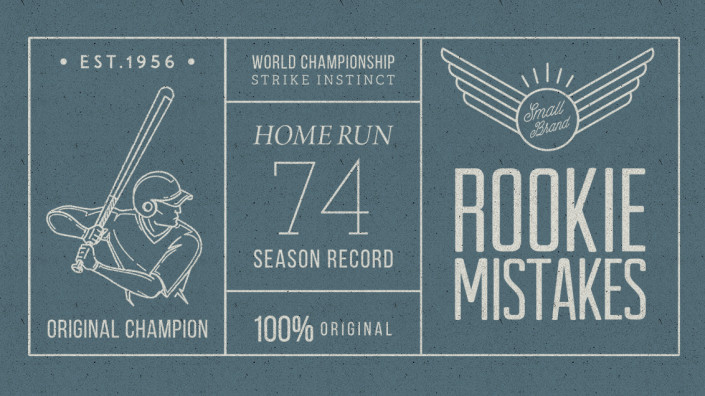 • EST.1956 •
ORIGINAL CHAMPION
WORLD CHAMPIONSHIP
STRIKE INSTINCT
HOME RUN
74
SEASON RECORD
100% ORIGINAL
Small
Brand
ROOKIE
MISTAKES